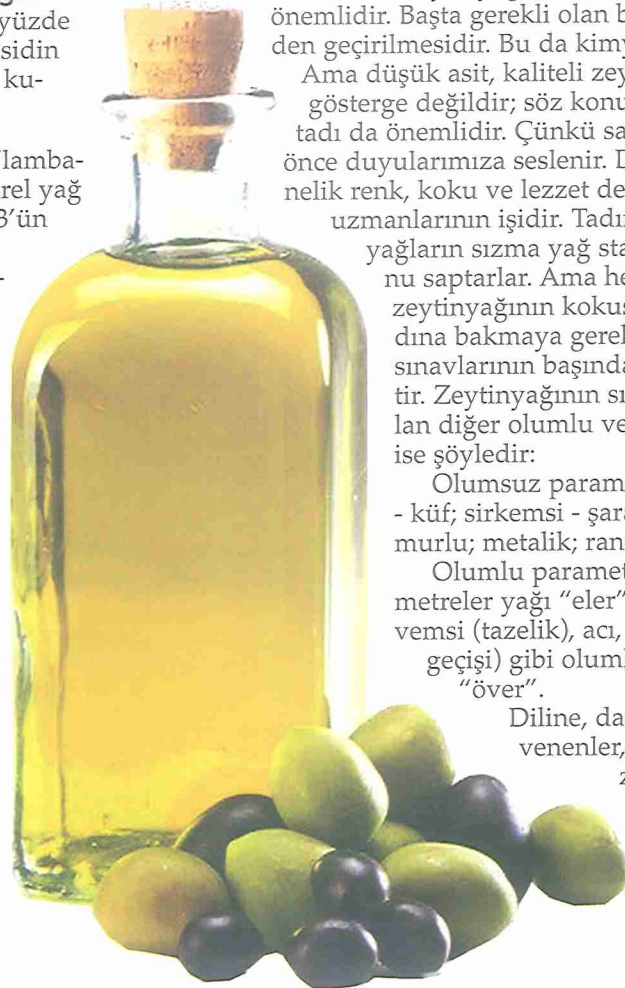 yüzde
sidin
ku-
lamba-
rel yağ
3'ün
-
önemlidir. Başta gerekli olan b
den geçirilmesidir. Bu da kimy
Ama düşük asit, kaliteli zey
gösterge değildir; söz konu
tadı da önemlidir. Çünkü sa
önce duyularımıza seslenir. D
nelik renk, koku ve lezzet de
uzmanlarının işidir. Tadı
yağların sızma yağ sta
nu saptarlar. Ama he
zeytinyağının kokus
dına bakmaya gerel
sınavlarının başında
tir. Zeytinyağının sı
lan diğer olumlu ve
ise şöyledir:
Olumsuz param
- küf; sirkemsi - şara
murlu; metalik; ran
Olumlu paramet
metreler yağı “eler”
vemsi (tazelik), acı,
geçişi) gibi oluml
“över”.
Diline, da
venenler,
z